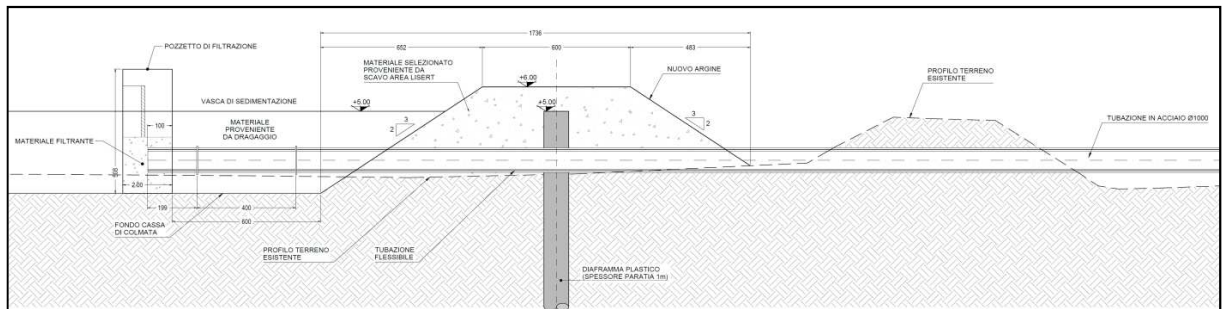 1736
652
600
483
POZZETTO DI FILTRAZIONE
MATERIALE SELEZIONATO
PROVENIENTE DA
SCAVO AREA LISERT
+6.00
NUOVO ARGINE
PROFILO TERRENO
ESISTENTE
VASCA DI SEDIMENTAZIONE
+5.00
+5.00
MATERIALE
PROVENIENTE
DA DRAGAGGIO
100
3
2
3
2
TUBAZIONE IN ACCIAIO Ø1000
MATERIALE FILTRANTE
2.00
199
400
600
FONDO CASSA
DI COLMATA
PROFILO TERRENO
ESISTENTE
TUBAZIONE
FLESSIBILE
DIAFRAMMA PLASTICO
(SPESSORE PARATIA 1m)